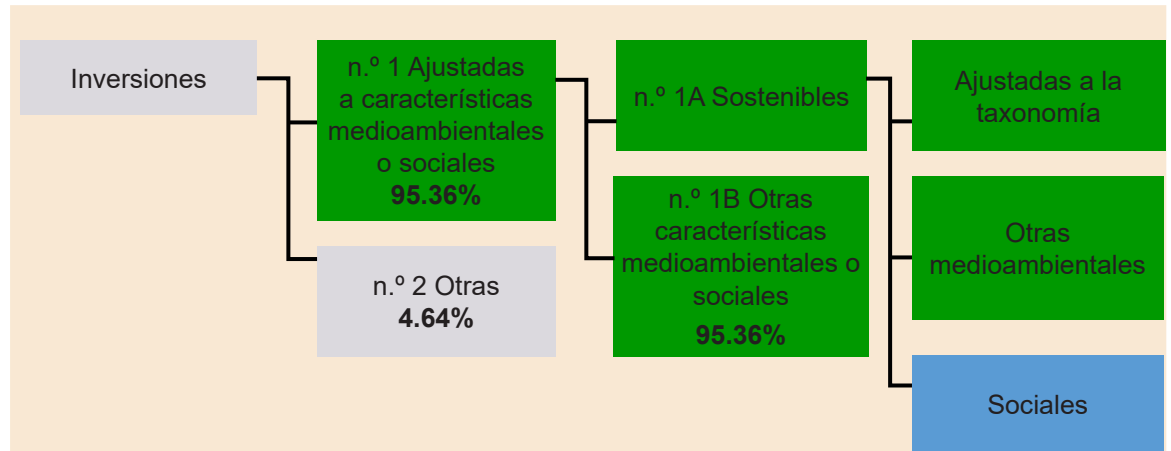 Inversiones
n.º 1 Ajustadas
a características
medioambientales
o sociales
95.36%
n.º 2 Otras
4.64%
n.º 1A Sostenibles
n.º 1B Otras
características
medioambientales o
sociales
95.36%
Ajustadas a la
taxonomía
Otras
medioambientales
Sociales